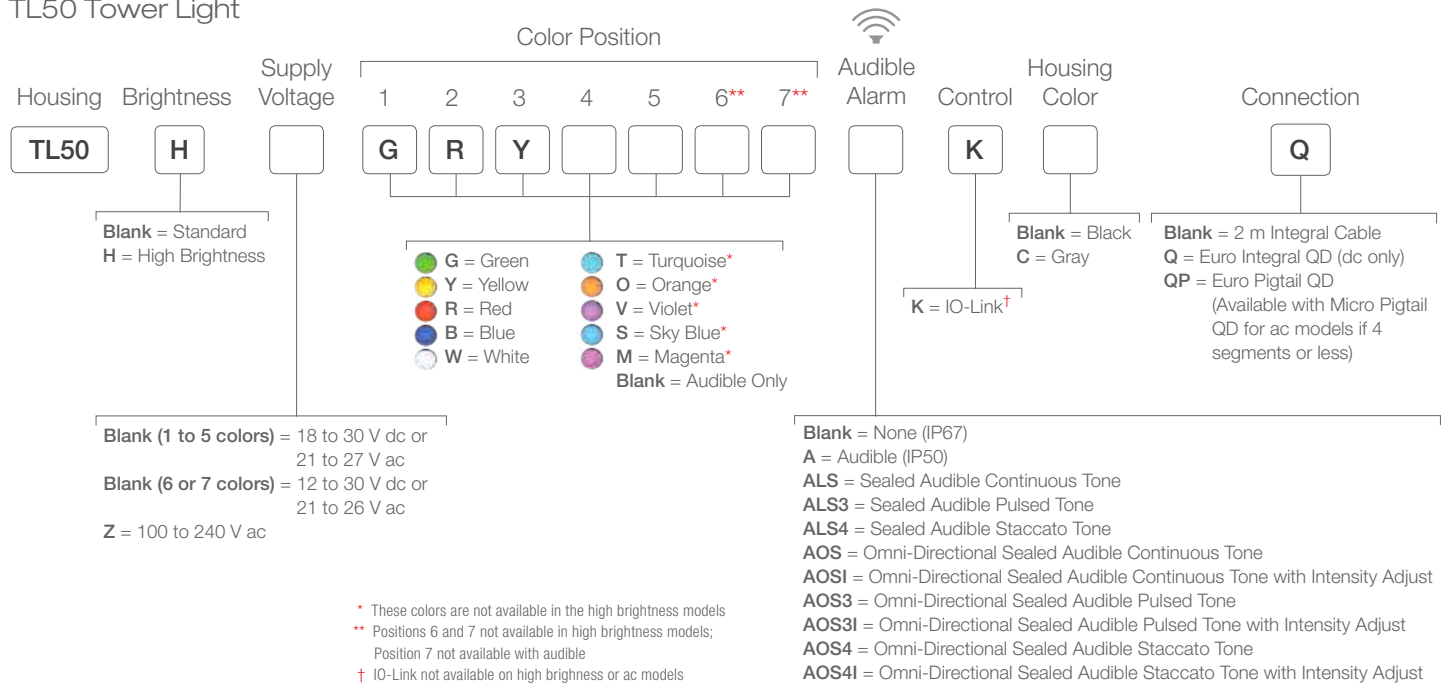 TL50 Tower Light
Color Position
Housing Brightness Supply Voltage 1 2 3 4 5 6** 7** Audible Alarm Control Housing Color Connection
TL50 H G R Y K Q
Blank = Standard
H = High Brightness
G = Green
Y = Yellow
R = Red
B = Blue
W = White
T = Turquoise*
O = Orange*
V = Violet*
S = Sky Blue*
M = Magenta*
Blank = Audible Only
K = IO-Link†
Blank = Black
C = Gray
Blank = 2 m Integral Cable
Q = Euro Integral QD (dc only)
QP = Euro Pigtail QD
(Available with Micro Pigtail
QD for ac models if 4
segments or less)
Blank (1 to 5 colors) = 18 to 30 V dc or
21 to 27 V ac
Blank (6 or 7 colors) = 12 to 30 V dc or
21 to 26 V ac
Z = 100 to 240 V ac
Blank = None (IP67)
A = Audible (IP50)
ALS = Sealed Audible Continuous Tone
ALS3 = Sealed Audible Pulsed Tone
ALS4 = Sealed Audible Staccato Tone
AOS = Omni-Directional Sealed Audible Continuous Tone
AOSI = Omni-Directional Sealed Audible Continuous Tone with Intensity Adjust
AOS3 = Omni-Directional Sealed Audible Pulsed Tone
AOS3I = Omni-Directional Sealed Audible Pulsed Tone with Intensity Adjust
AOS4 = Omni-Directional Sealed Audible Staccato Tone
AOS4I = Omni-Directional Sealed Audible Staccato Tone with Intensity Adjust
* These colors are not available in the high brightness models
** Positions 6 and 7 not available in high brightness models;
Position 7 not available with audible
† IO-Link not available on high brighness or ac models